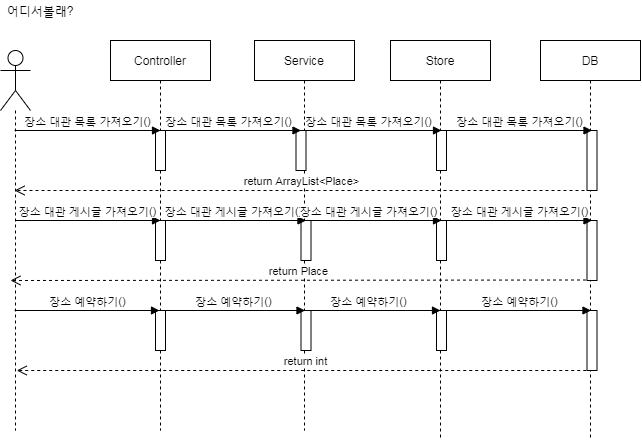 어디서볼래?
Controller
Service
Store
DB
장소 대관 목록 가져오기()
장소 대관 목록 가져오기()
장소 대관 목록 가져오기()
장소 대관 목록 가져오기()
return ArrayList<Place>
장소 대관 게시글 가져오기()
장소 대관 게시글 가져오기()
장소 대관 게시글 가져오기()
장소 대관 게시글 가져오기()
return Place
장소 예약하기()
장소 예약하기()
장소 예약하기()
장소 예약하기()
return int